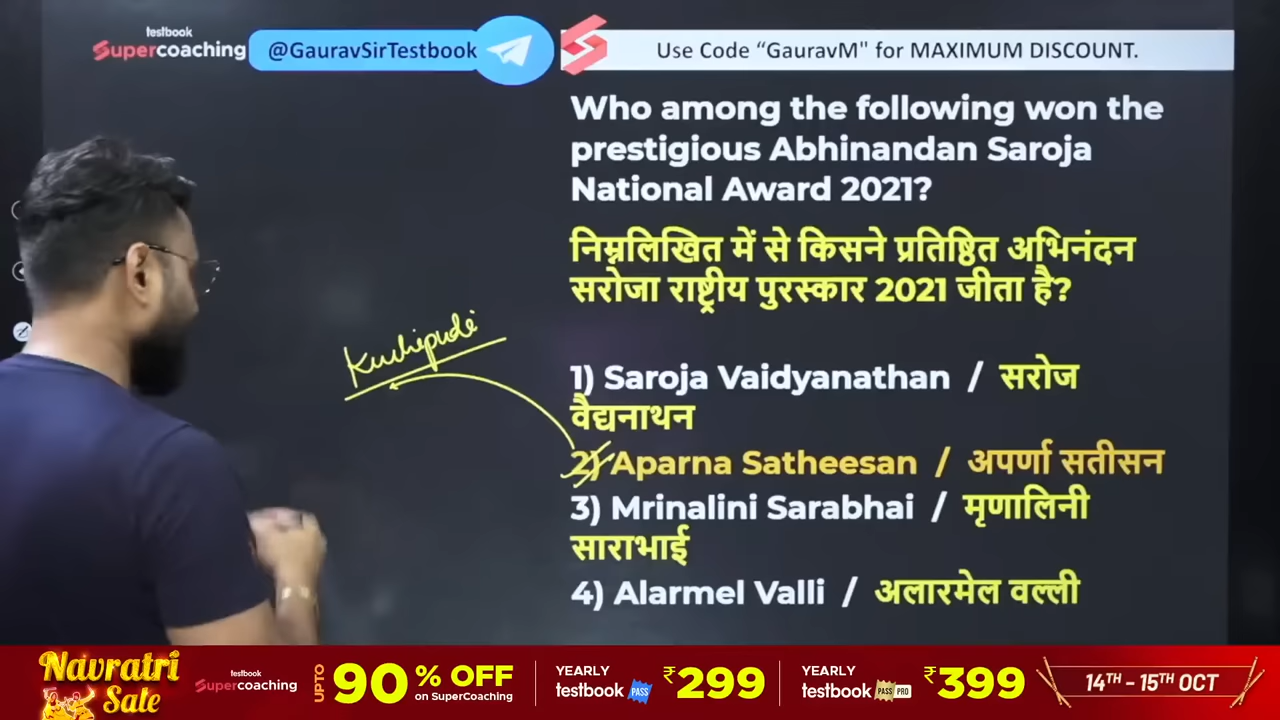 testbook
Supercoaching
@GauravSirTestbook
Use Code “GauravM" for MAXIMUM DISCOUNT.
Who among the following won the
prestigious Abhinandan Saroja
National Award 2021?
निम्नलिखित में से किसने प्रतिष्ठित अभिनंदन
सरोजा राष्ट्रीय पुरस्कार 2021 जीता है?
Kuchipudi
1) Saroja Vaidyanathan / सरोज
वैद्यनाथन
2) Aparna Satheesan / अपर्णा सतीसन
3) Mrinalini Sarabhai / मृणालिनी
साराभाई
4) Alarmel Valli / अलारमेल वल्ली
Navratri
Sale
testbook
Supercoaching
UPTO
90% OFF
on SuperCoaching
YEARLY
testbook PASS
₹299
YEARLY
testbook PASS PRO
₹399
14TH - 15TH OCT